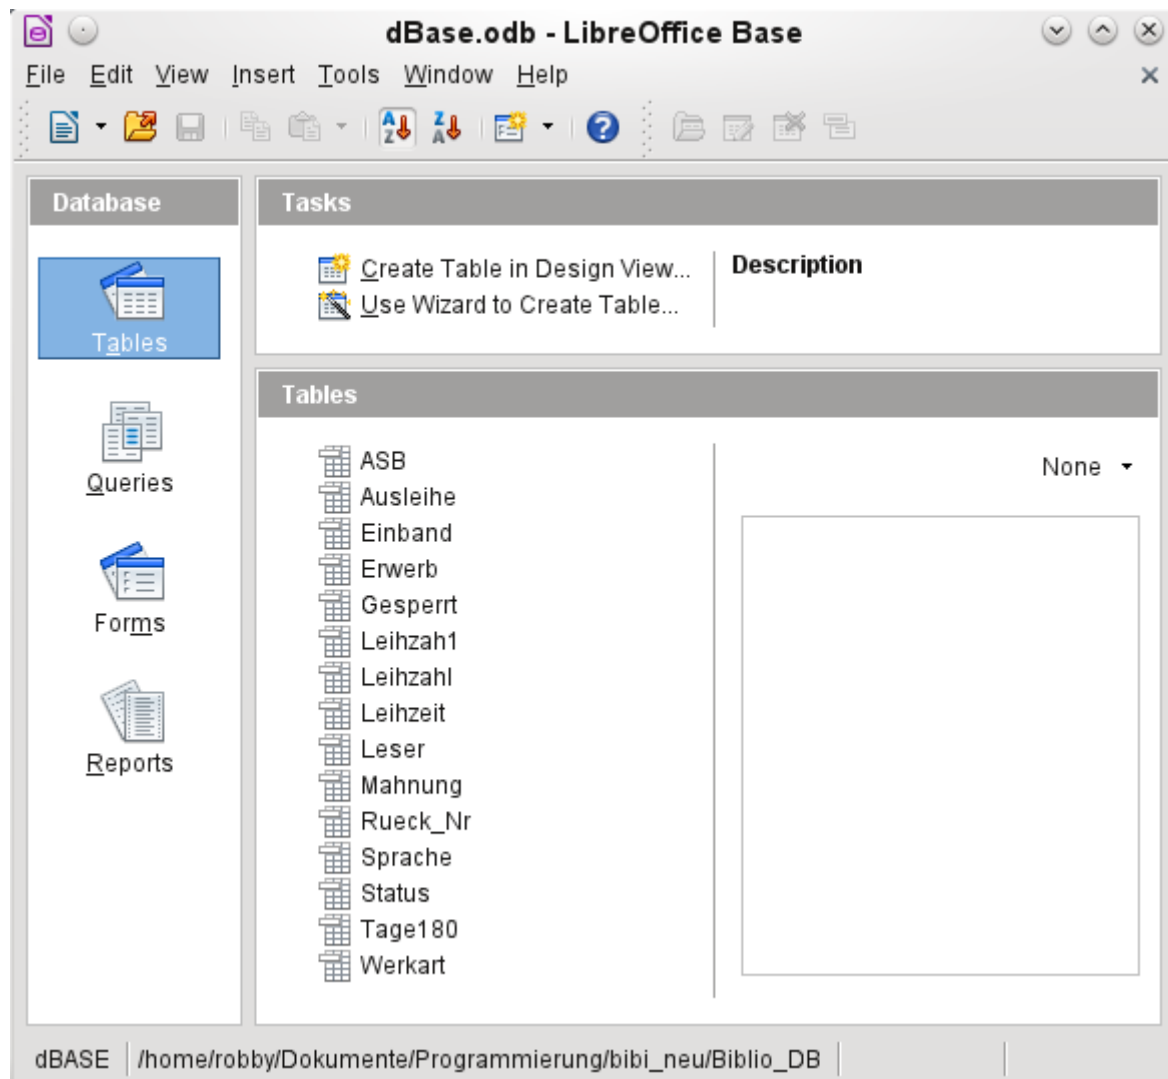 dBase.odb - LibreOffice Base
File Edit View Insert Tools Window Help
Database
Tables
Queries
Forms
Reports
Tasks
Create Table in Design View...
Use Wizard to Create Table...
Description
Tables
ASB
Ausleihe
Einband
Erwerb
Gesperrt
Leihzah1
Leihzahl
Leihzeit
Leser
Mahnung
Rueck_Nr
Sprache
Status
Tage180
Werkart
None
dBASE /home/robby/Dokumente/Programmierung/bibi_neu/Biblio_DB